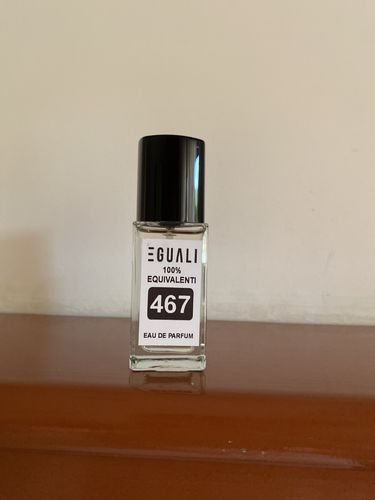 EGUALI
100%
EQUIVALENTI
467
EAU DE PARFUM